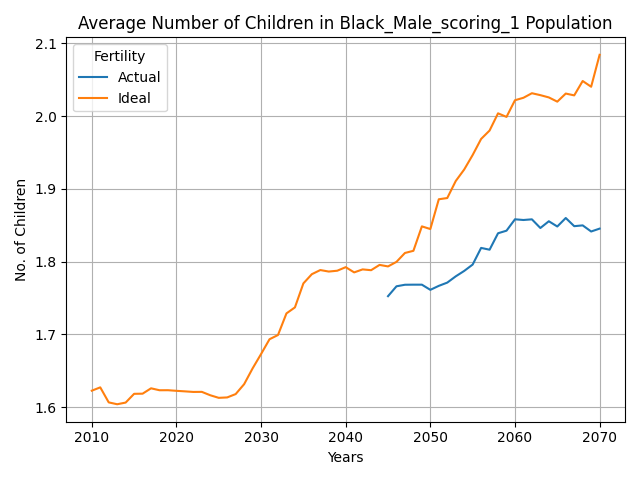 Average Number of Children in Black_Male_scoring_1 Population
Fertility
Actual
Ideal
2.1
2.0
1.9
1.8
1.7
1.6
No. of Children
2010 2020 2030 2040 2050 2060 2070
Years